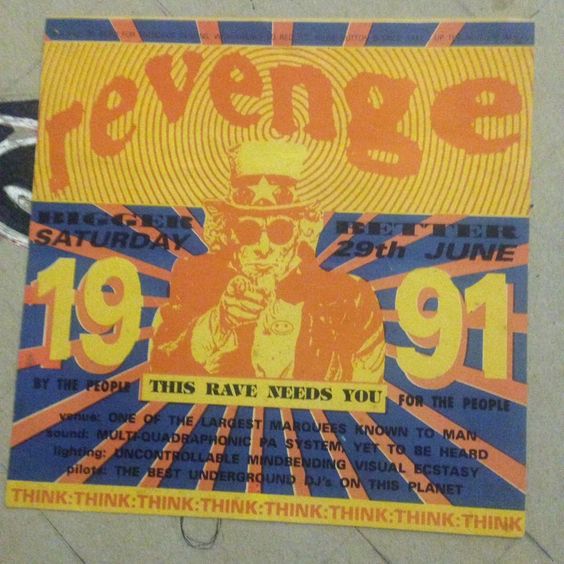 revenge
BIGGER BETTER
SATURDAY 29th JUNE
1991
BY THE PEOPLE THIS RAVE NEEDS YOU FOR THE PEOPLE
venue: ONE OF THE LARGEST MARQUEES KNOWN TO MAN
sound: MULTI-QUADRAPHONIC PA SYSTEM, YET TO BE HEARD
lighting: UNCONTROLLABLE MINDBENDING VISUAL ECSTASY
pilots: THE BEST UNDERGROUND DJ's ON THIS PLANET
THINK:THINK:THINK:THINK:THINK:THINK:THINK:THINK:THINK